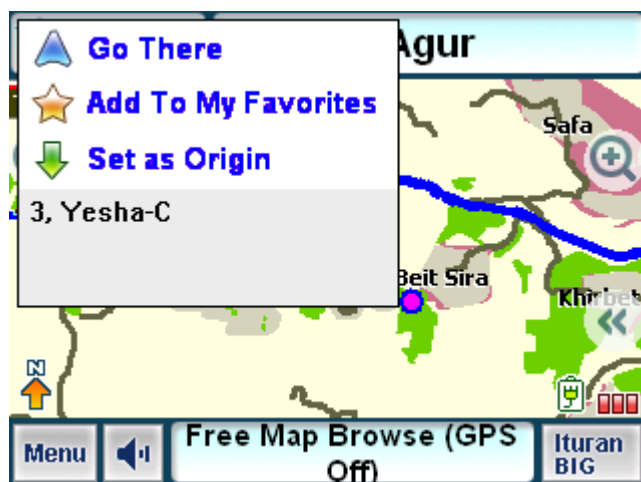 Go There
Agur
Add To My Favorites
Set as Origin
3, Yesha-C
Safa
Beit Sira
N
Menu
Free Map Browse (GPS
Off)
Ituran
BIG